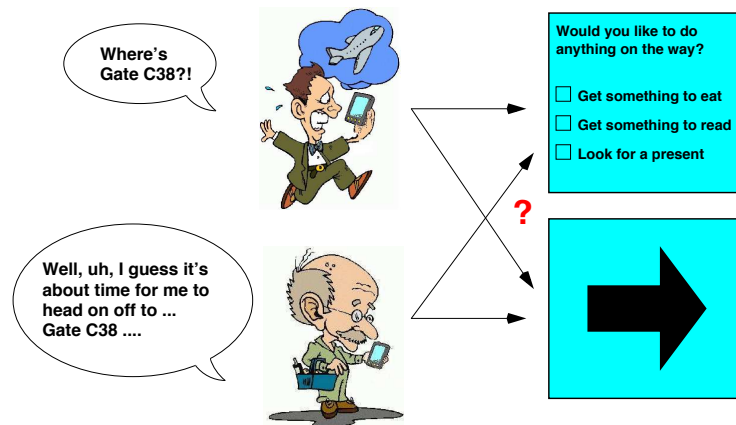 Where's
Gate C38?!
Would you like to do
anything on the way?
Get something to eat
Get something to read
Look for a present
?
Well, uh, I guess it's
about time for me to
head on off to ...
Gate C38 ....